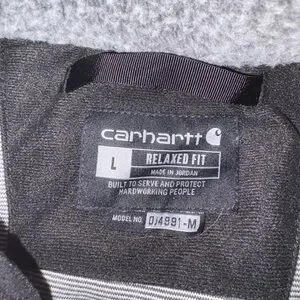 carhartt
L RELAXED FIT
MADE IN JORDAN
BUILT TO SERVE AND PROTECT
HARDWORKING PEOPLE
MODEL NO. OJ4991-M